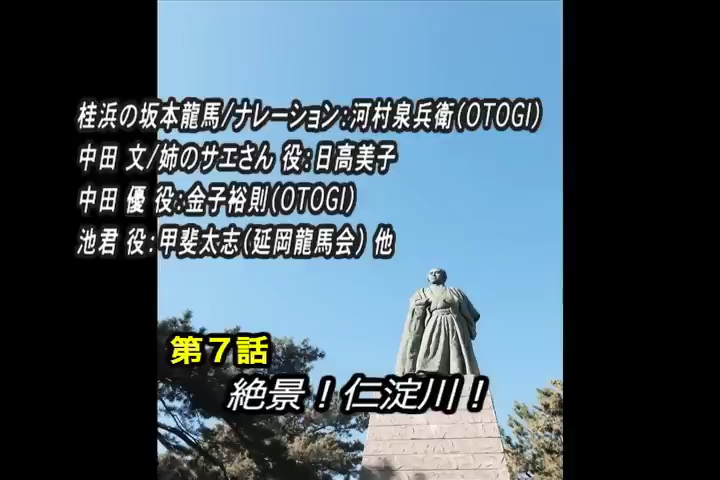 桂浜の坂本龍馬/ナレーション:河村泉兵衛(OTOGI)
中田 文/姉のサエさん 役:日高美子
中田 優 役:金子裕則(OTOGI)
池君 役:甲斐太志(延岡龍馬会) 他
第7話
絶景!仁淀川!